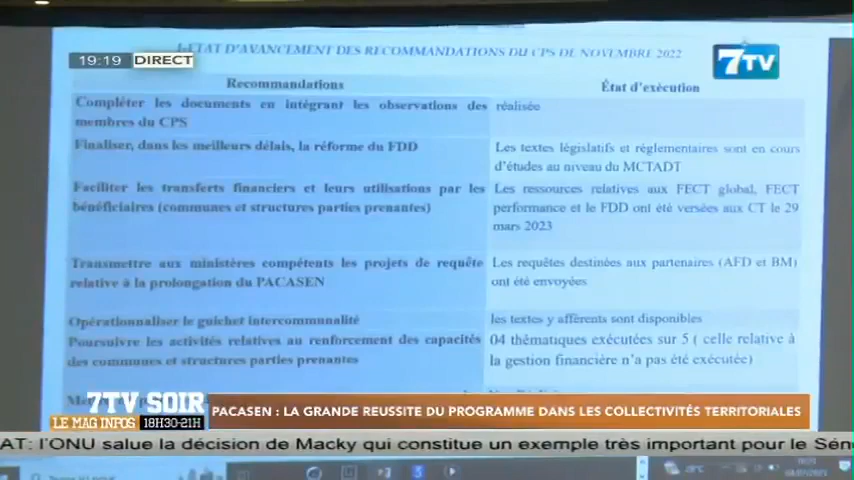 ETAT D'AVANCEMENT DES RECOMMANDATIONS DU CPS DE NOVEMBRE 2022
19:19 DIRECT
7TV
Recommandations
État d'exécution
Compléter les documents en intégrant les observations des
membres du CPS
réalisée
Finaliser, dans les meilleurs délais, la réforme du FDD
Les textes législatifs et réglementaires sont en cours
d'études au niveau du MCTADT
Faciliter les transferts financiers et leurs utilisations par les
bénéficiaires (communes et structures parties prenantes)
Les ressources relatives aux FECT global, FECT
performance et le FDD ont été versées aux CT le 29
mars 2023
Transmettre aux ministères compétents les projets de requête
relative à la prolongation du PACASEN
Les requêtes destinées aux partenaires (AFD et BM)
ont été envoyées
Opérationnaliser le guichet intercommunalité
les textes y afférents sont disponibles
Poursuivre les activités relatives au renforcement des capacités
des communes et structures parties prenantes
04 thématiques exécutées sur 5 ( celle relative à
la gestion financière n'a pas été exécutée)
7TV SOIR
LE MAG INFOS 18H30-21H
PACASEN : LA GRANDE REUSSITE DU PROGRAMME DANS LES COLLECTIVITÉS TERRITORIALES
AT: l'ONU salue la décision de Macky qui constitue un exemple très important pour le Séné